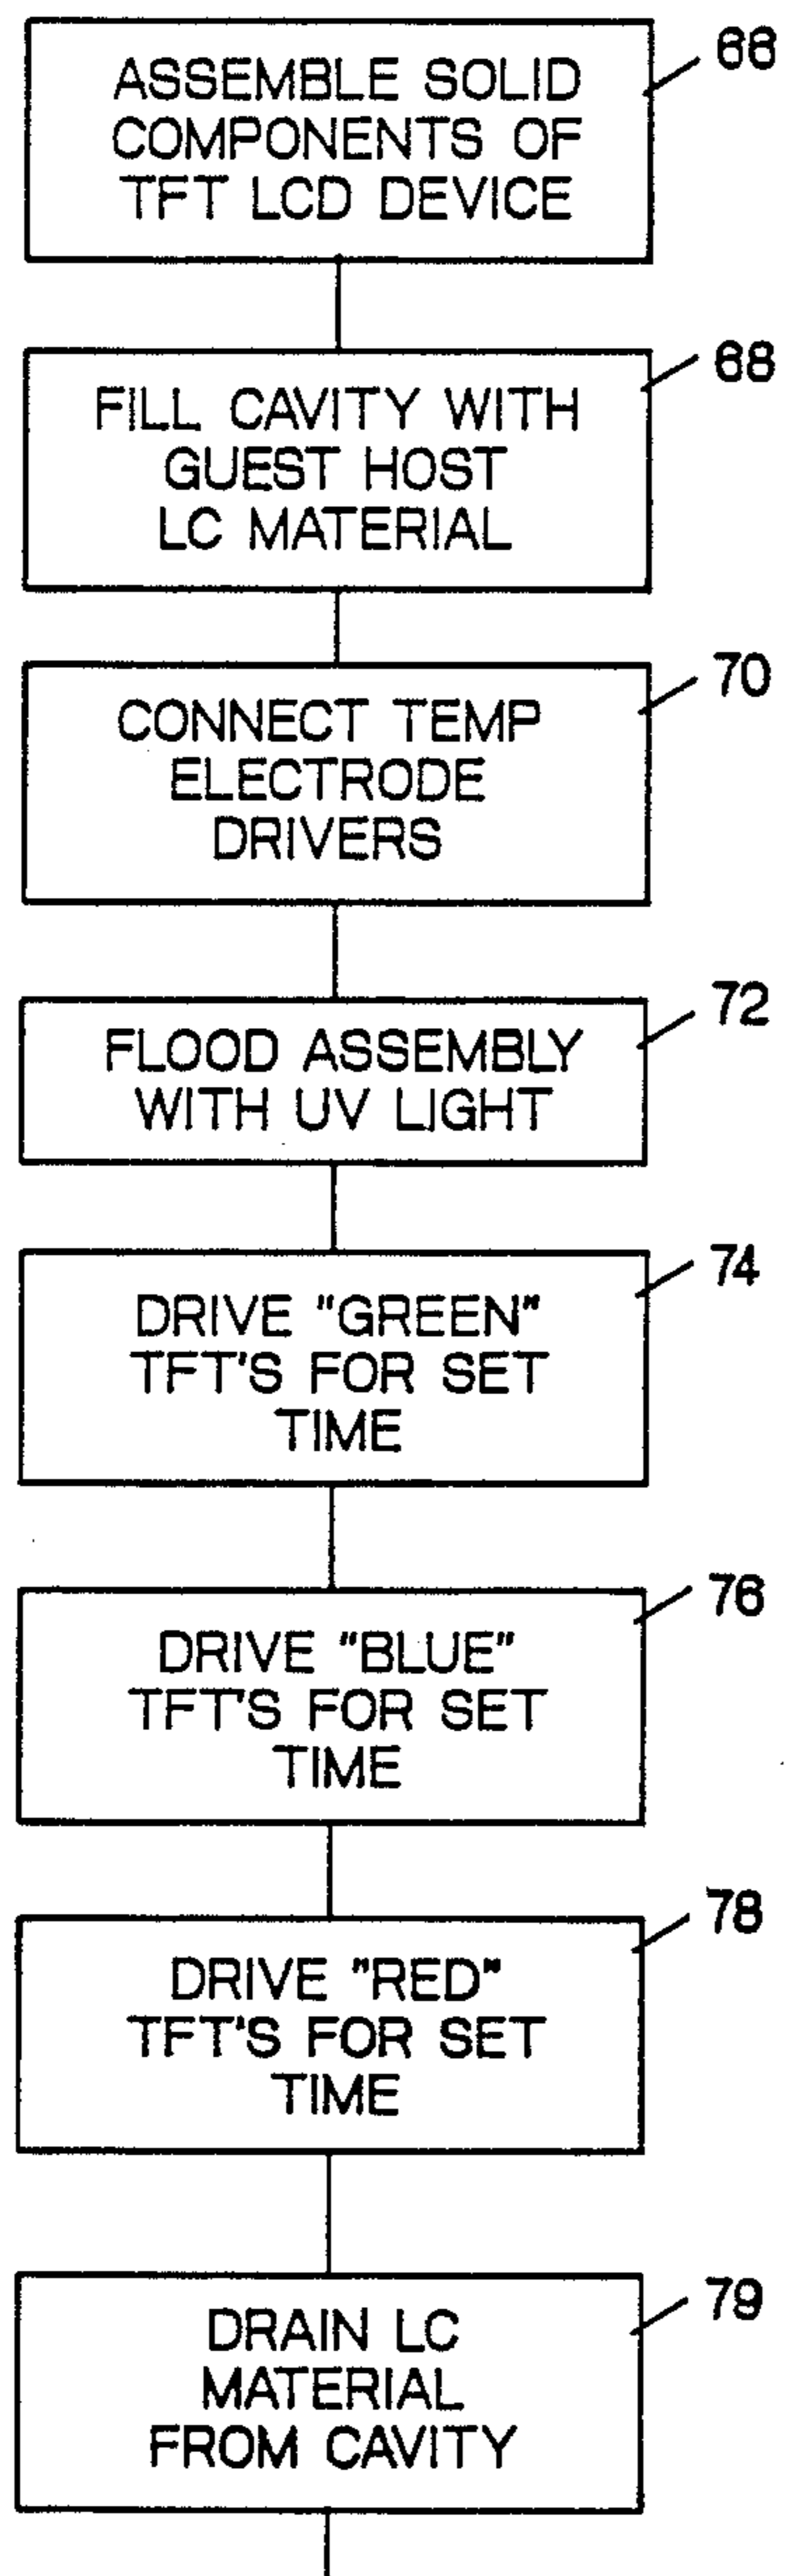 66
ASSEMBLE SOLID
COMPONENTS OF
TFT LCD DEVICE
68
FILL CAVITY WITH
GUEST HOST
LC MATERIAL
70
CONNECT TEMP
ELECTRODE
DRIVERS
72
FLOOD ASSEMBLY
WITH UV LIGHT
74
DRIVE "GREEN"
TFT'S FOR SET
TIME
76
DRIVE "BLUE"
TFT'S FOR SET
TIME
78
DRIVE "RED"
TFT'S FOR SET
TIME
79
DRAIN LC
MATERIAL
FROM CAVITY